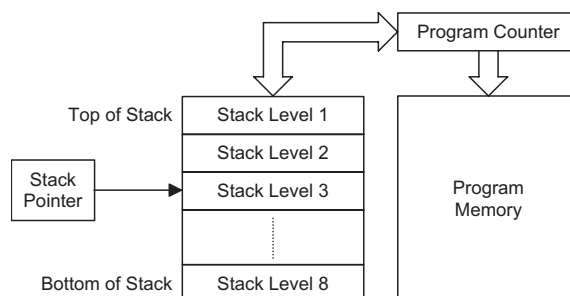 Program Counter
Top of Stack
Stack Level 1
Stack Level 2
Stack
Pointer
Stack Level 3
Program
Memory
Bottom of Stack
Stack Level 8